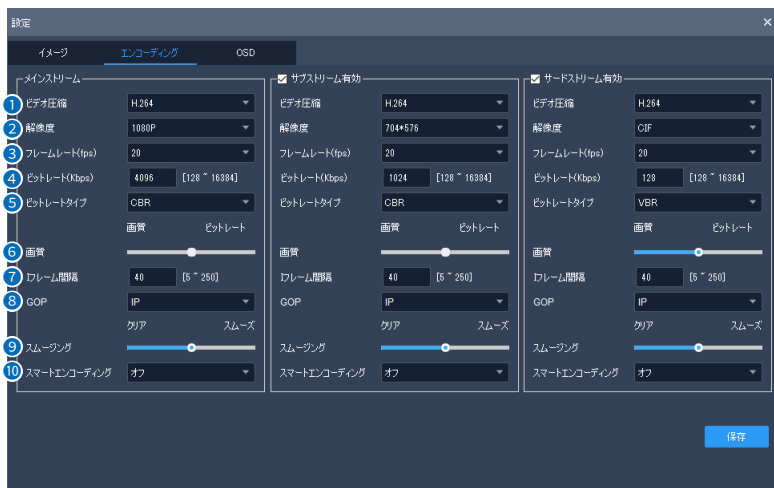 設定 ×
イメージ エンコーディング OSD
メインストリーム サブストリーム有効 サードストリーム有効
1 ビデオ圧縮 H.264 ビデオ圧縮 H.264 ビデオ圧縮 H.264
2 解像度 1080P 解像度 704*576 解像度 CIF
3 フレームレート(fps) 20 フレームレート(fps) 20 フレームレート(fps) 20
4 ビットレート(Kbps) 4096 [128 ~ 16384] ビットレート(Kbps) 1024 [128 ~ 16384] ビットレート(Kbps) 128 [128 ~ 16384]
5 ビットレートタイプ CBR ビットレートタイプ CBR ビットレートタイプ VBR
画質 ビットレート 画質 ビットレート 画質 ビットレート
6 画質 画質 画質
7 Iフレーム間隔 40 [5 ~ 250] Iフレーム間隔 40 [5 ~ 250] Iフレーム間隔 40 [5 ~ 250]
8 GOP IP GOP IP GOP IP
クリア スムーズ クリア スムーズ クリア スムーズ
9 スムージング スムージング スムージング
10 スマートエンコーディング オフ スマートエンコーディング オフ スマートエンコーディング オフ
保存